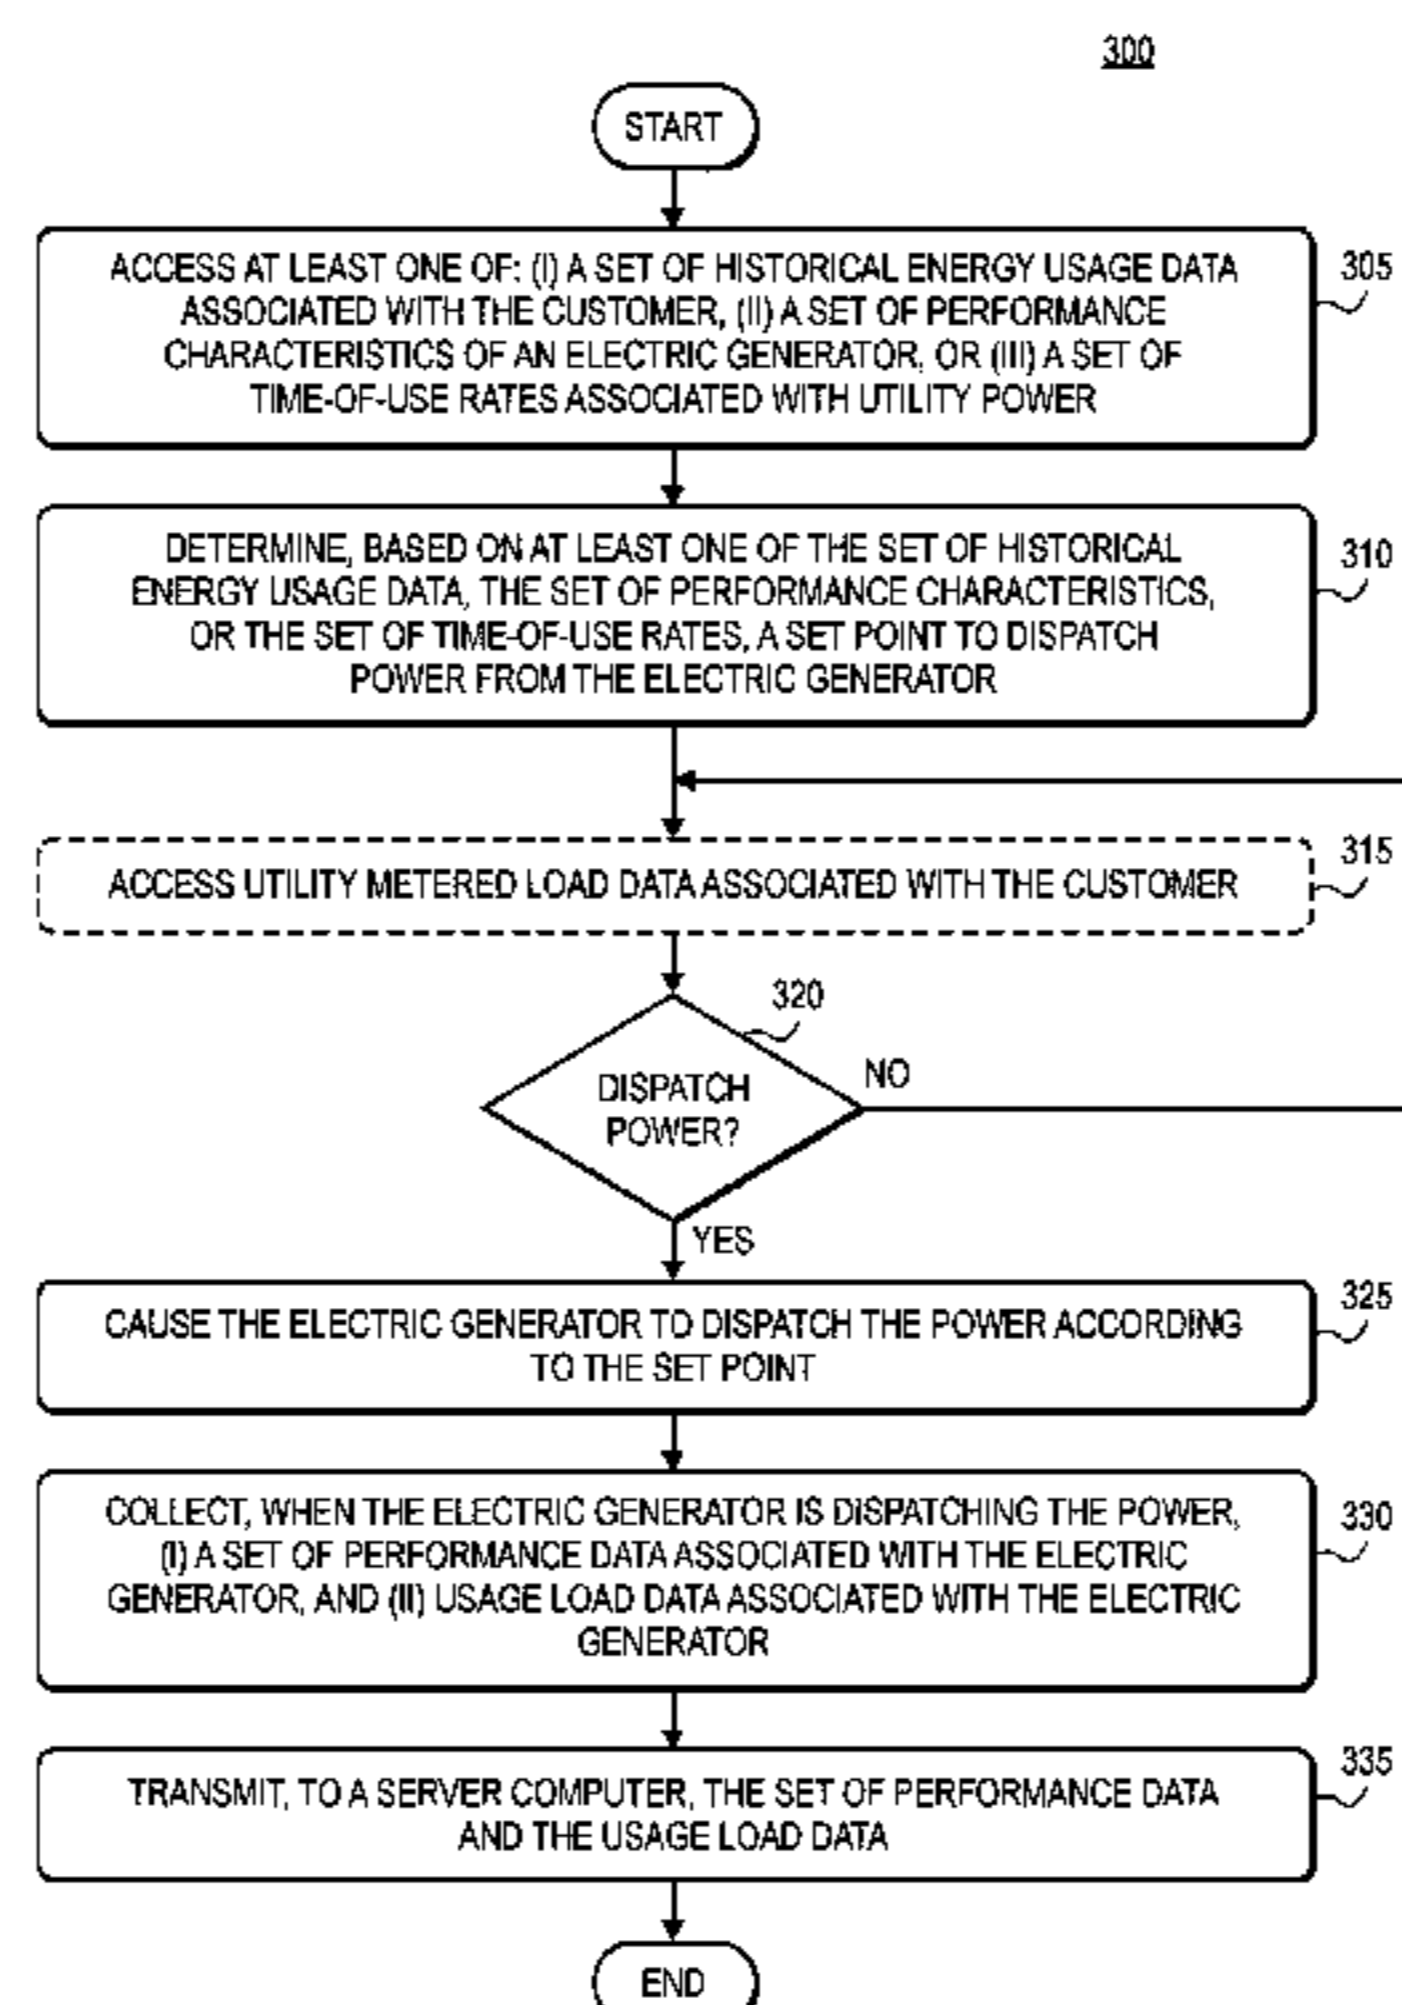 300
START
ACCESS AT LEAST ONE OF: (I) A SET OF HISTORICAL ENERGY USAGE DATA
ASSOCIATED WITH THE CUSTOMER, (II) A SET OF PERFORMANCE
CHARACTERISTICS OF AN ELECTRIC GENERATOR, OR (III) A SET OF
TIME-OF-USE RATES ASSOCIATED WITH UTILITY POWER
305
DETERMINE, BASED ON AT LEAST ONE OF THE SET OF HISTORICAL
ENERGY USAGE DATA, THE SET OF PERFORMANCE CHARACTERISTICS,
OR THE SET OF TIME-OF-USE RATES, A SET POINT TO DISPATCH
POWER FROM THE ELECTRIC GENERATOR
310
ACCESS UTILITY METERED LOAD DATA ASSOCIATED WITH THE CUSTOMER
315
320
DISPATCH
POWER?
NO
YES
CAUSE THE ELECTRIC GENERATOR TO DISPATCH THE POWER ACCORDING
TO THE SET POINT
325
COLLECT, WHEN THE ELECTRIC GENERATOR IS DISPATCHING THE POWER,
(I) A SET OF PERFORMANCE DATA ASSOCIATED WITH THE ELECTRIC
GENERATOR, AND (II) USAGE LOAD DATA ASSOCIATED WITH THE ELECTRIC
GENERATOR
330
TRANSMIT, TO A SERVER COMPUTER, THE SET OF PERFORMANCE DATA
AND THE USAGE LOAD DATA
335
END